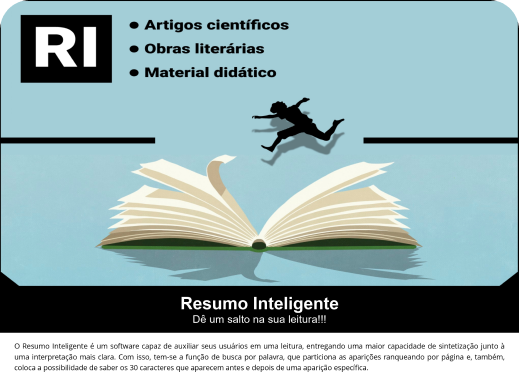 RI
● Artigos científicos
● Obras literárias
● Material didático
Resumo Inteligente
Dê um salto na sua leitura!!!
O Resumo Inteligente é um software capaz de auxiliar seus usuários em uma leitura, entregando uma maior capacidade de sintetização junto à
uma interpretação mais clara. Com isso, tem-se a função de busca por palavra, que particiona as aparições ranqueando por página e, também,
coloca a possibilidade de saber os 30 caracteres que aparecem antes e depois de uma aparição específica.